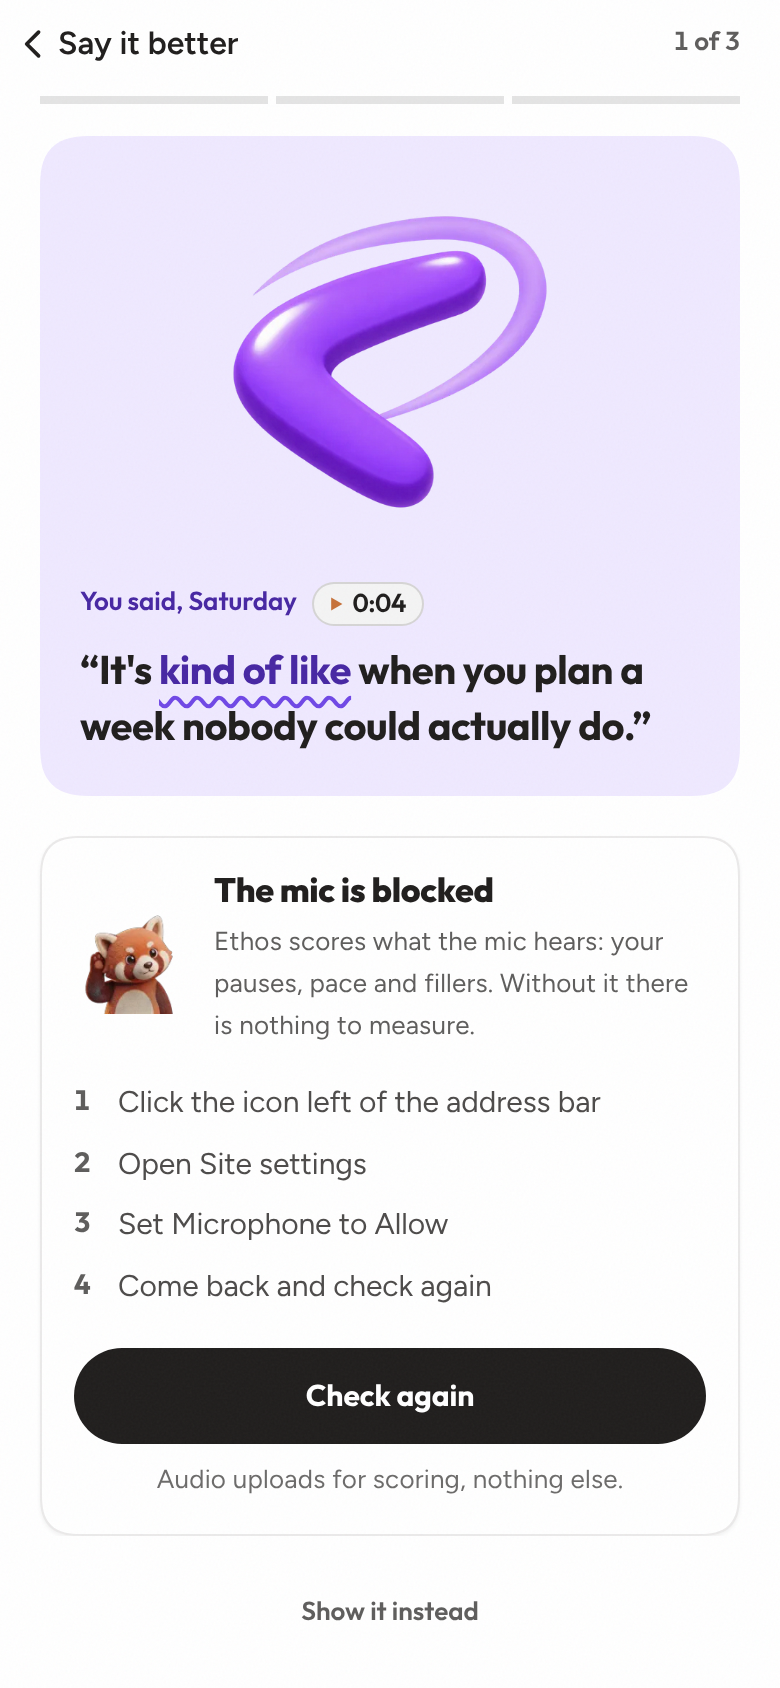 Say it better
1 of 3
You said, Saturday
0:04
“It's kind of like when you plan a
week nobody could actually do.”
The mic is blocked
Ethos scores what the mic hears: your
pauses, pace and fillers. Without it there
is nothing to measure.
1 Click the icon left of the address bar
2 Open Site settings
3 Set Microphone to Allow
4 Come back and check again
Check again
Audio uploads for scoring, nothing else.
Show it instead